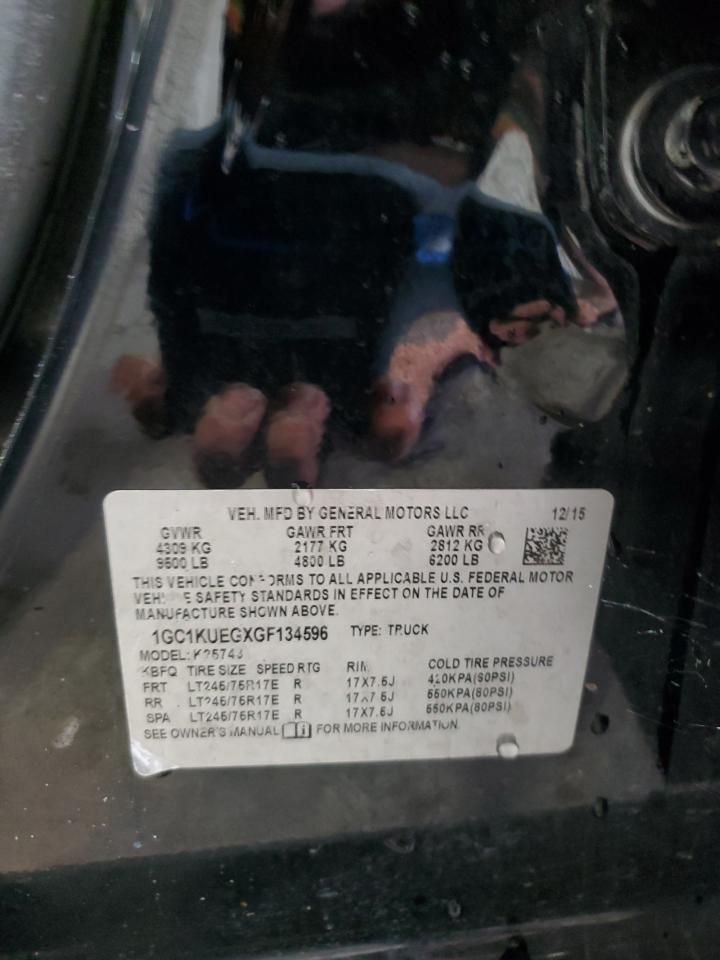 VEH. MFD BY GENERAL MOTORS LLC 12/15
GVWR GAWR FRT GAWR RR
4309 KG 2177 KG 2812 KG
9500 LB 4800 LB 6200 LB
THIS VEHICLE CONFORMS TO ALL APPLICABLE U.S. FEDERAL MOTOR
VEHICLE SAFETY STANDARDS IN EFFECT ON THE DATE OF
MANUFACTURE SHOWN ABOVE.
1GC1KUEGXGF134596 TYPE: TRUCK
MODEL: K25743
KBFQ TIRE SIZE SPEED RTG RIM COLD TIRE PRESSURE
FRT LT245/75R17E R 17X7.5J 420KPA(60PSI)
RR LT245/75R17E R 17X7.5J 550KPA(80PSI)
SPA LT245/75R17E R 17X7.5J 550KPA(80PSI)
SEE OWNER'S MANUAL FOR MORE INFORMATION.